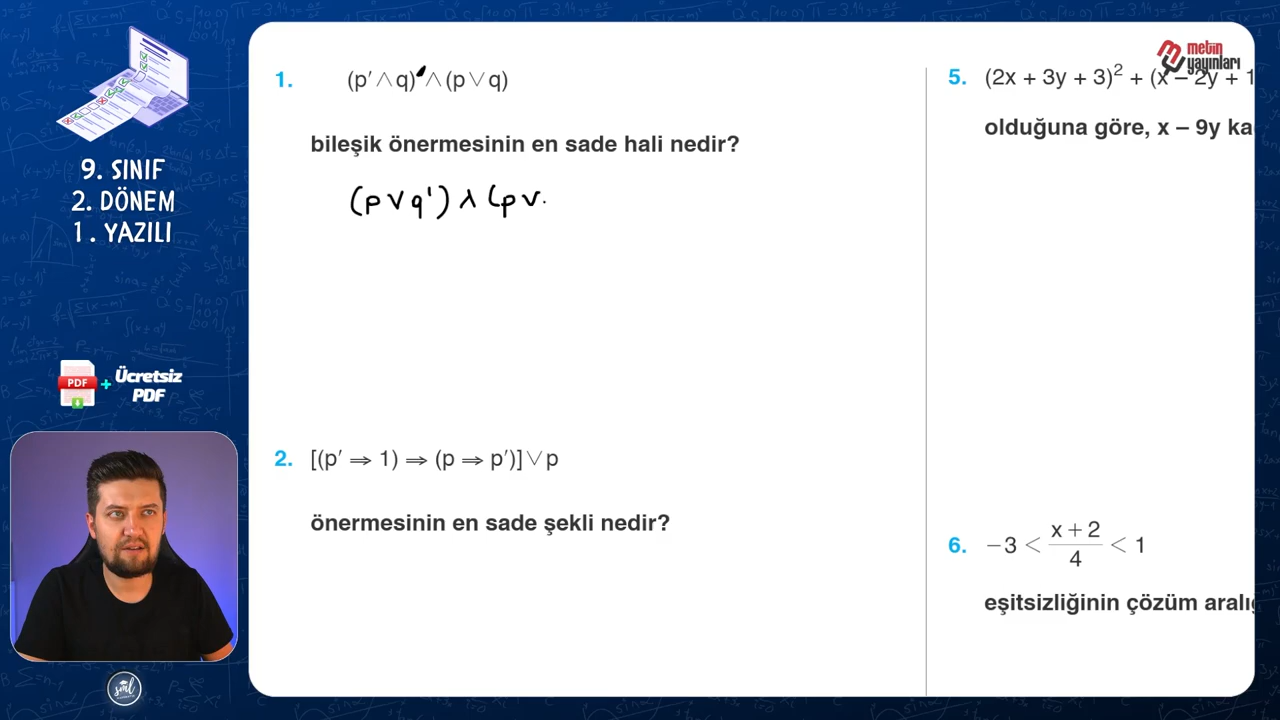 9. SINIF
2. DÖNEM
1. YAZILI
PDF + Ücretsiz PDF
sml
1. (p′ ∧ q)′ ∧ (p ∨ q)
bileşik önermesinin en sade hali nedir?
(p ∨ q') ∧ (p ∨
2. [(p′ ⇒ 1) ⇒ (p ⇒ p′)] ∨ p
önermesinin en sade şekli nedir?
metin yayınları
5. (2x + 3y + 3)² + (x – 2y + 1
olduğuna göre, x – 9y ka
6. −3 < (x + 2)/4 < 1
eşitsizliğinin çözüm aralı